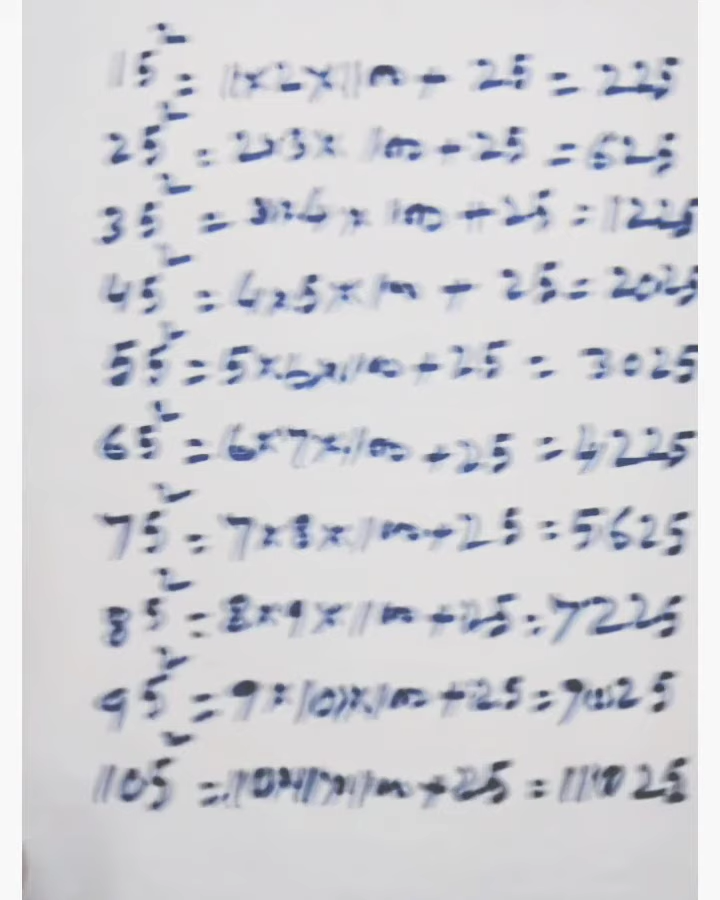 15² = 1×2×100 + 25 = 225
25² = 2×3×100 + 25 = 625
35² = 3×4×100 + 25 = 1225
45² = 4×5×100 + 25 = 2025
55² = 5×6×100 + 25 = 3025
65² = 6×7×100 + 25 = 4225
75² = 7×8×100 + 25 = 5625
85² = 8×9×100 + 25 = 7225
95² = 9×10×100 + 25 = 9025
105² = 10×11×100 + 25 = 11025